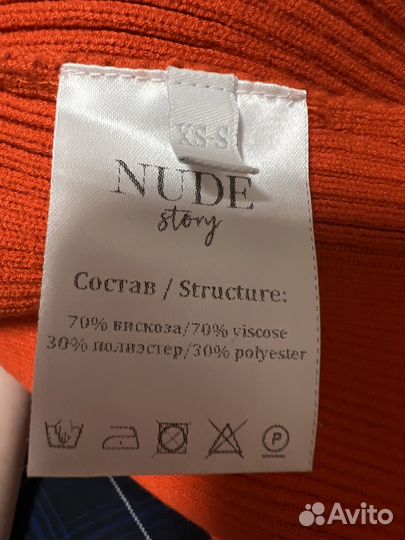 XS-S
NUDE
story
Состав / Structure:
70% вискоза/70% viscose
30% полиэстер/30% polyester
P
Avito